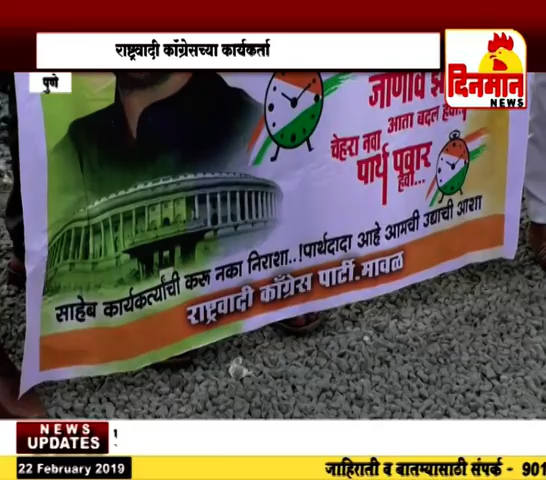 राष्ट्रवादी काँग्रेसच्या कार्यकर्ता
दिनमान
NEWS
पुणे
जाणीव
आता बदल हवा..
चेहरा नवा
पार्थ पवार
हवा...
साहेब कार्यकर्त्यांची करू नका निराशा..!पार्थदादा आहे आमची उद्याची आशा
राष्ट्रवादी काँग्रेस पार्टी.मावळ
NEWS
UPDATES
22 February 2019
जाहिराती व बातम्यासाठी संपर्क - 901